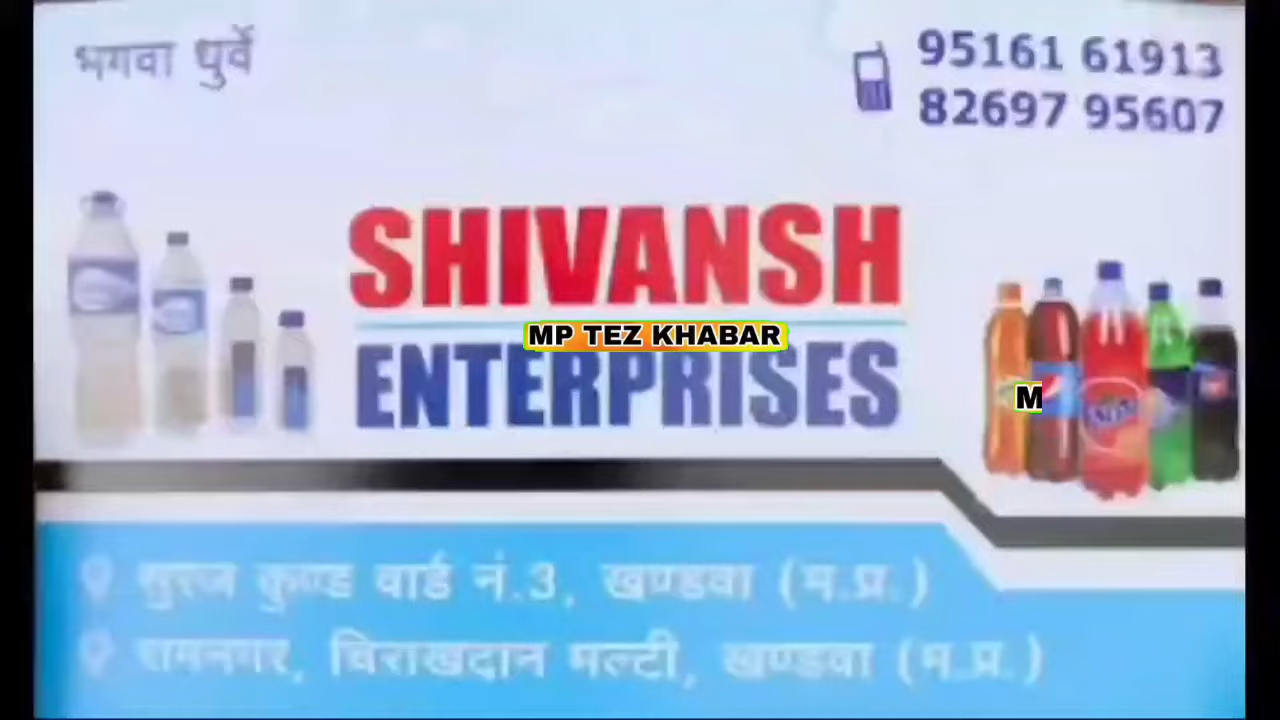 भगवा धुर्वे
95161 61913
82697 95607
SHIVANSH
MP TEZ KHABAR
ENTERPRISES
M
सुरज कुण्ड वार्ड नं.3, खण्डवा (म.प्र.)
रामनगर, चिराखदान मल्टी, खण्डवा (म.प्र.)